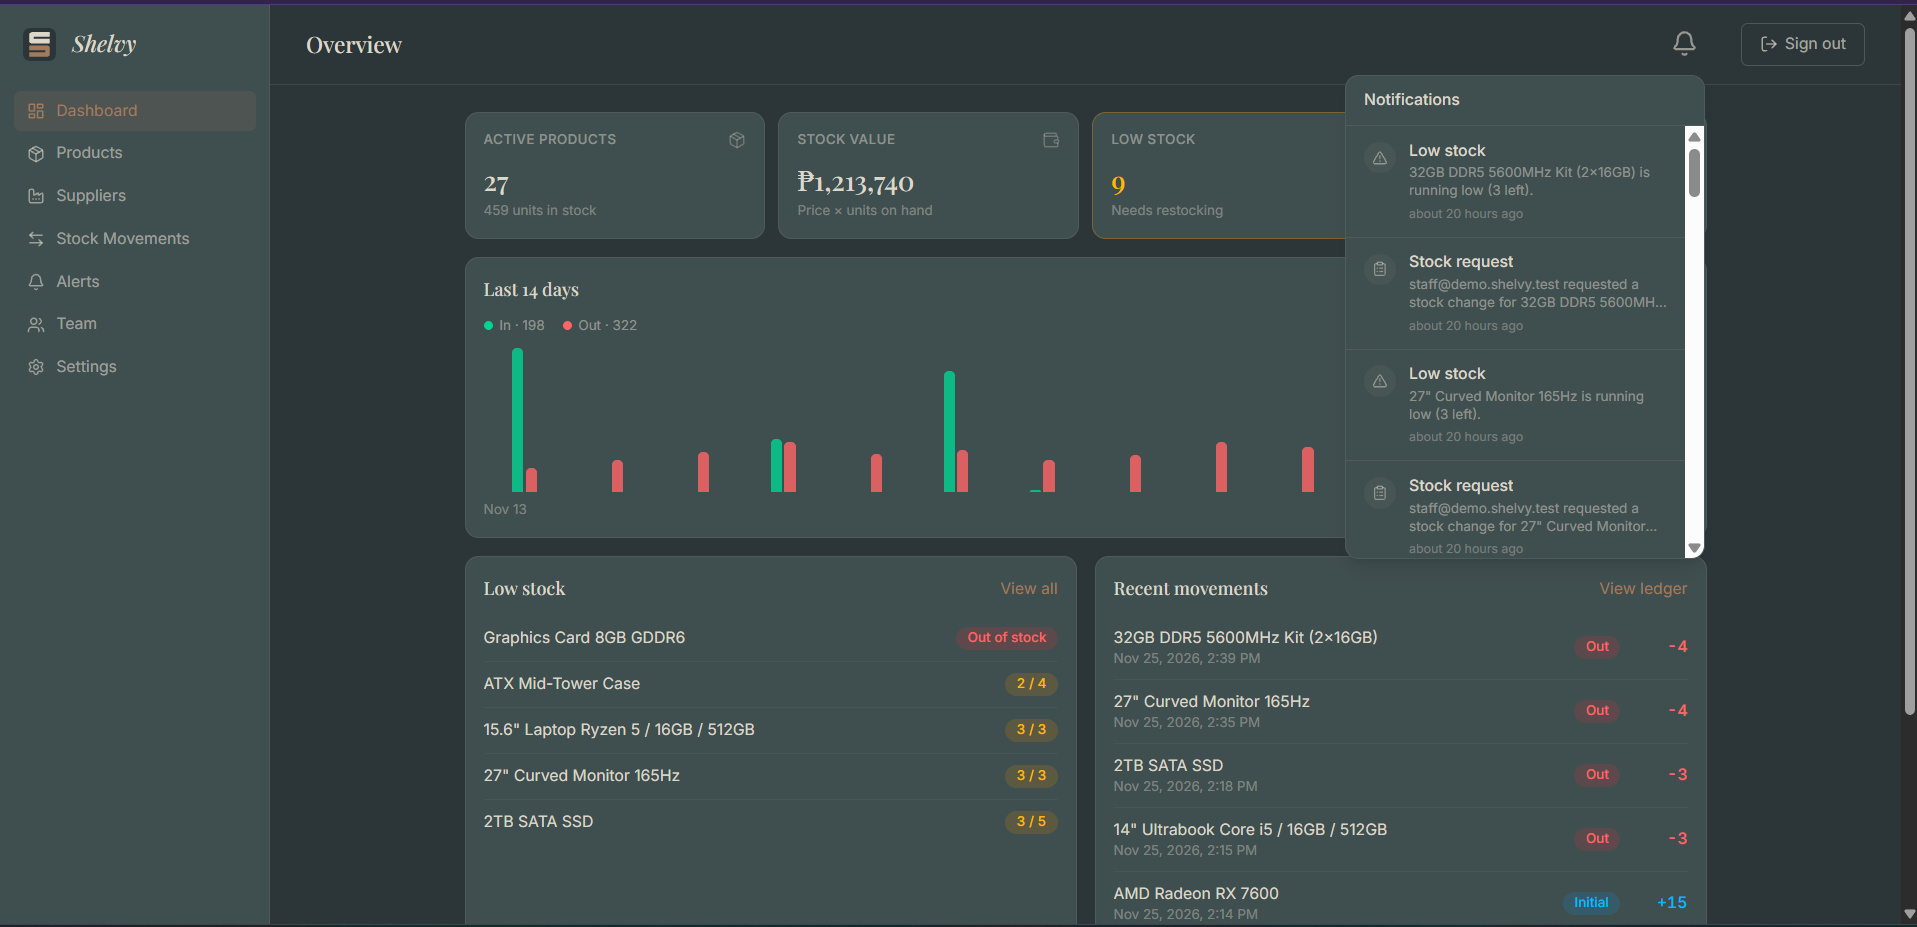 Shelvy
Overview
Sign out
Dashboard
Products
Suppliers
Stock Movements
Alerts
Team
Settings
ACTIVE PRODUCTS
27
459 units in stock
STOCK VALUE
₱1,213,740
Price × units on hand
LOW STOCK
9
Needs restocking
Last 14 days
In · 198
Out · 322
Nov 13
Notifications
Low stock
32GB DDR5 5600MHz Kit (2×16GB) is
running low (3 left).
about 20 hours ago
Stock request
staff@demo.shelvy.test requested a
stock change for 32GB DDR5 5600MH...
about 20 hours ago
Low stock
27" Curved Monitor 165Hz is running
low (3 left).
about 20 hours ago
Stock request
staff@demo.shelvy.test requested a
stock change for 27" Curved Monitor...
about 20 hours ago
Low stock
View all
Graphics Card 8GB GDDR6
Out of stock
ATX Mid-Tower Case
2 / 4
15.6" Laptop Ryzen 5 / 16GB / 512GB
3 / 3
27" Curved Monitor 165Hz
3 / 3
2TB SATA SSD
3 / 5
Recent movements
View ledger
32GB DDR5 5600MHz Kit (2×16GB)
Nov 25, 2026, 2:39 PM
Out
-4
27" Curved Monitor 165Hz
Nov 25, 2026, 2:35 PM
Out
-4
2TB SATA SSD
Nov 25, 2026, 2:18 PM
Out
-3
14" Ultrabook Core i5 / 16GB / 512GB
Nov 25, 2026, 2:15 PM
Out
-3
AMD Radeon RX 7600
Nov 25, 2026, 2:14 PM
Initial
+15